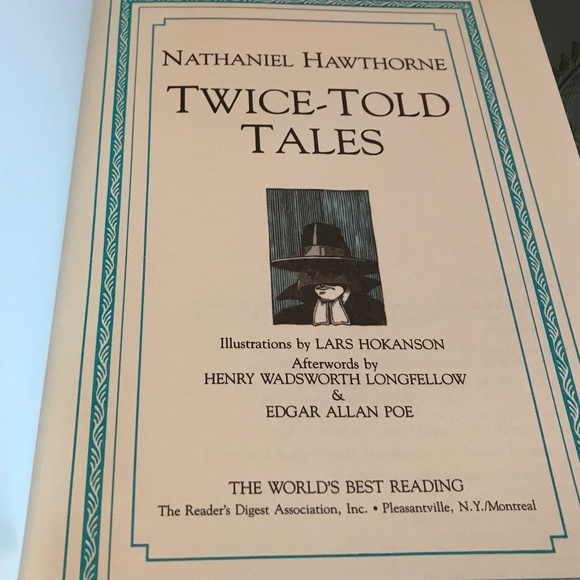 NATHANIEL HAWTHORNE
TWICE-TOLD
TALES
Illustrations by LARS HOKANSON
Afterwords by
HENRY WADSWORTH LONGFELLOW
&
EDGAR ALLAN POE
THE WORLD'S BEST READING
The Reader's Digest Association, Inc. • Pleasantville, N.Y./Montreal